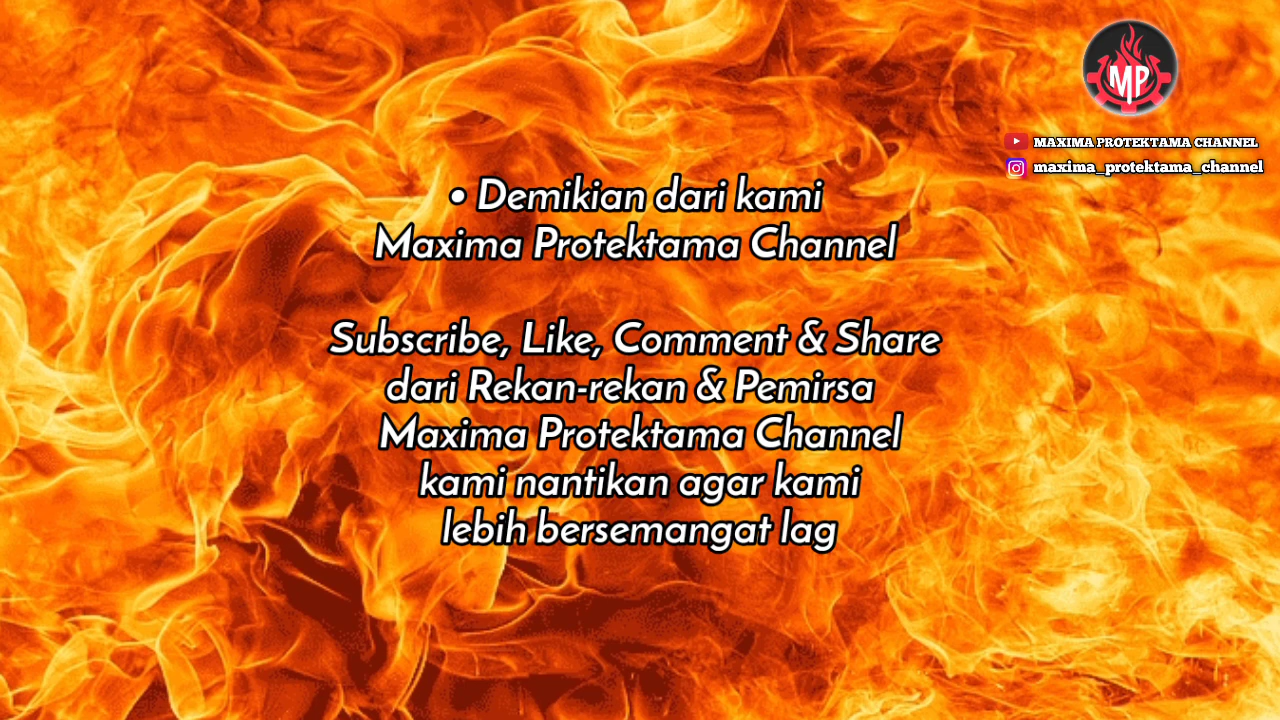 MP
MAXIMA PROTEKTAMA CHANNEL
maxima_protektama_channel
• Demikian dari kami
Maxima Protektama Channel
Subscribe, Like, Comment & Share
dari Rekan-rekan & Pemirsa
Maxima Protektama Channel
kami nantikan agar kami
lebih bersemangat lag